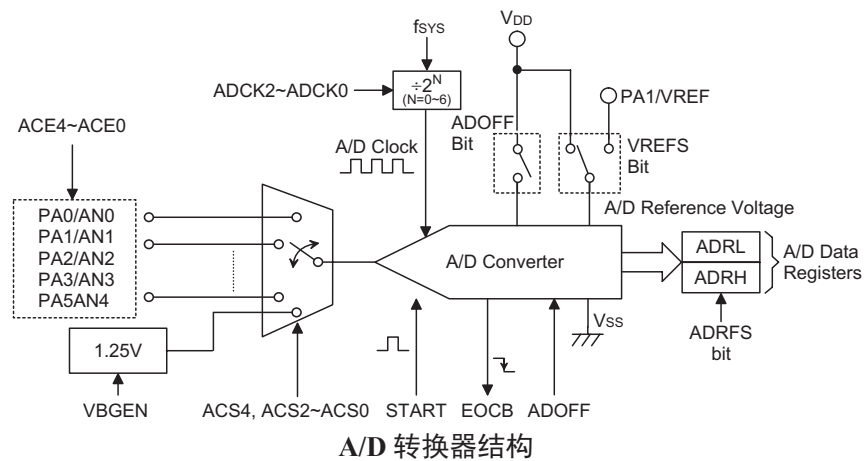 fSYS
VDD
ADCK2~ADCK0
÷2^N
(N=0~6)
PA1/VREF
ACE4~ACE0
A/D Clock
ADOFF
Bit
VREFS
Bit
PA0/AN0
PA1/AN1
PA2/AN2
PA3/AN3
PA5AN4
A/D Reference Voltage
A/D Converter
ADRL
ADRH
A/D Data
Registers
VSS
ADRFS
bit
1.25V
VBGEN
ACS4, ACS2~ACS0
START
EOCB
ADOFF
A/D 转换器结构